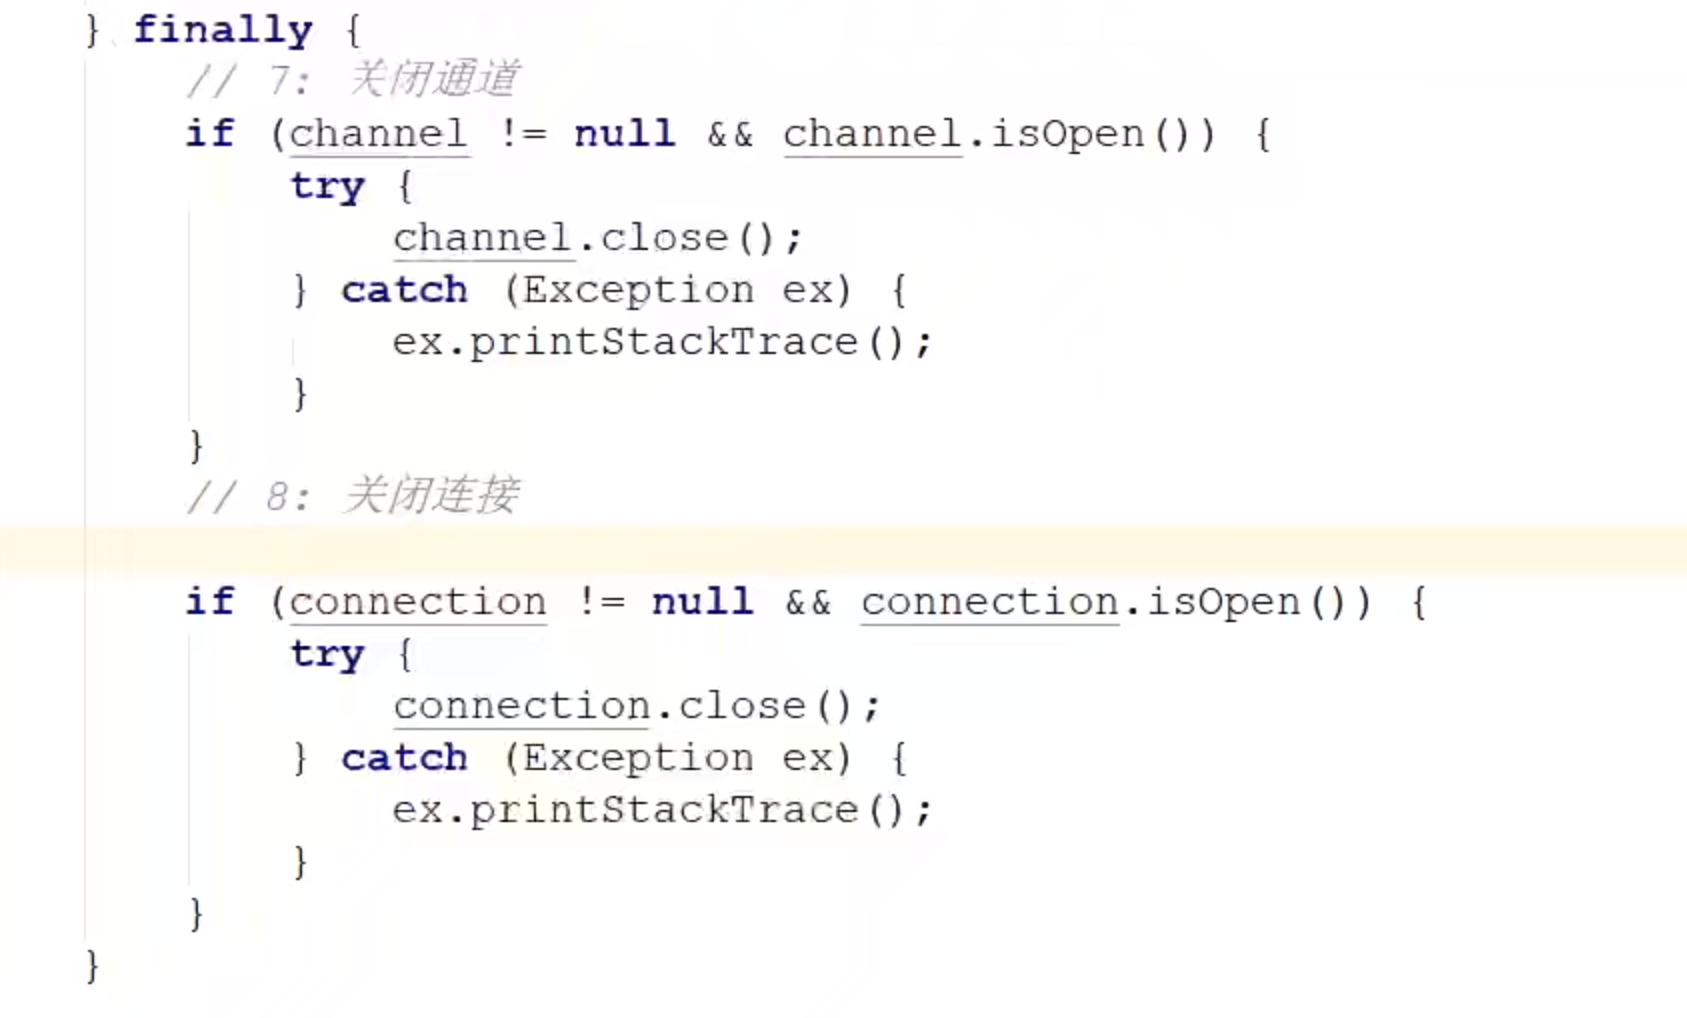 } finally {
// 7: 关闭通道
if (channel != null && channel.isOpen()) {
try {
channel.close();
} catch (Exception ex) {
ex.printStackTrace();
}
}
// 8: 关闭连接
if (connection != null && connection.isOpen()) {
try {
connection.close();
} catch (Exception ex) {
ex.printStackTrace();
}
}
}